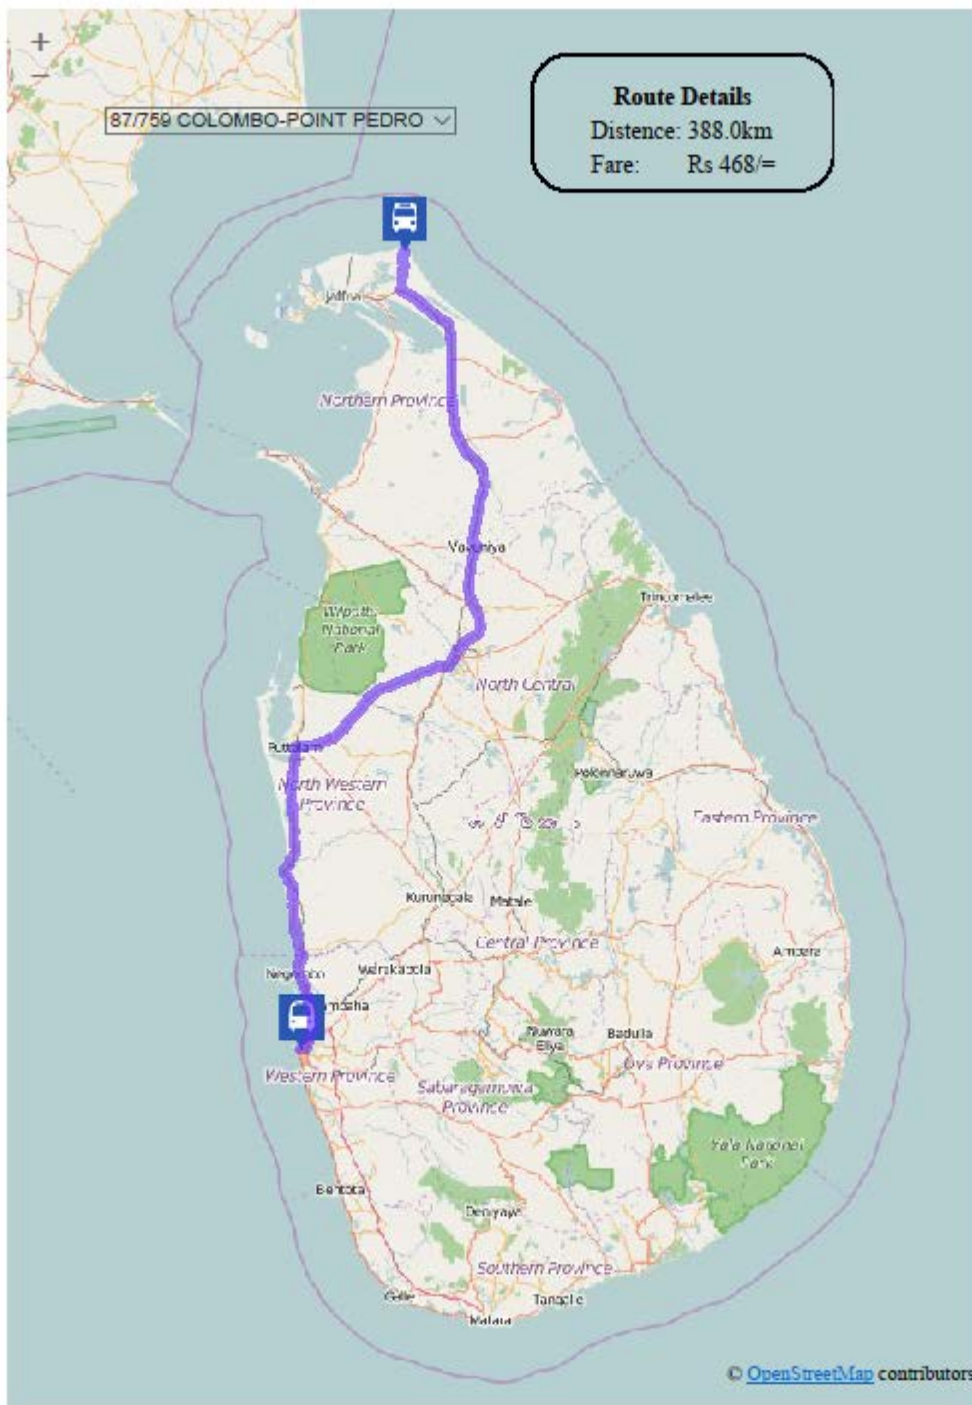 +
−
87/759 COLOMBO-POINT PEDRO
Route Details
Distence: 388.0km
Fare: Rs 468/=
Jaffna
Northern Province
Vavuniya
Trincomalee
Wilpattu
National
Park
North Central
Puttalam
Polonnaruwa
North Western
Province
Eastern Province
Kurunegala
Matale
Central Province
Ampara
Negombo
Warakapola
mpaha
Nuwara
Eliya
Badulla
Uva Province
Western Province
Sabaragamuwa
Province
Yala National
Park
Bentota
Deniyaya
Southern Province
Galle
Tangalle
Matara
© OpenStreetMap contributors